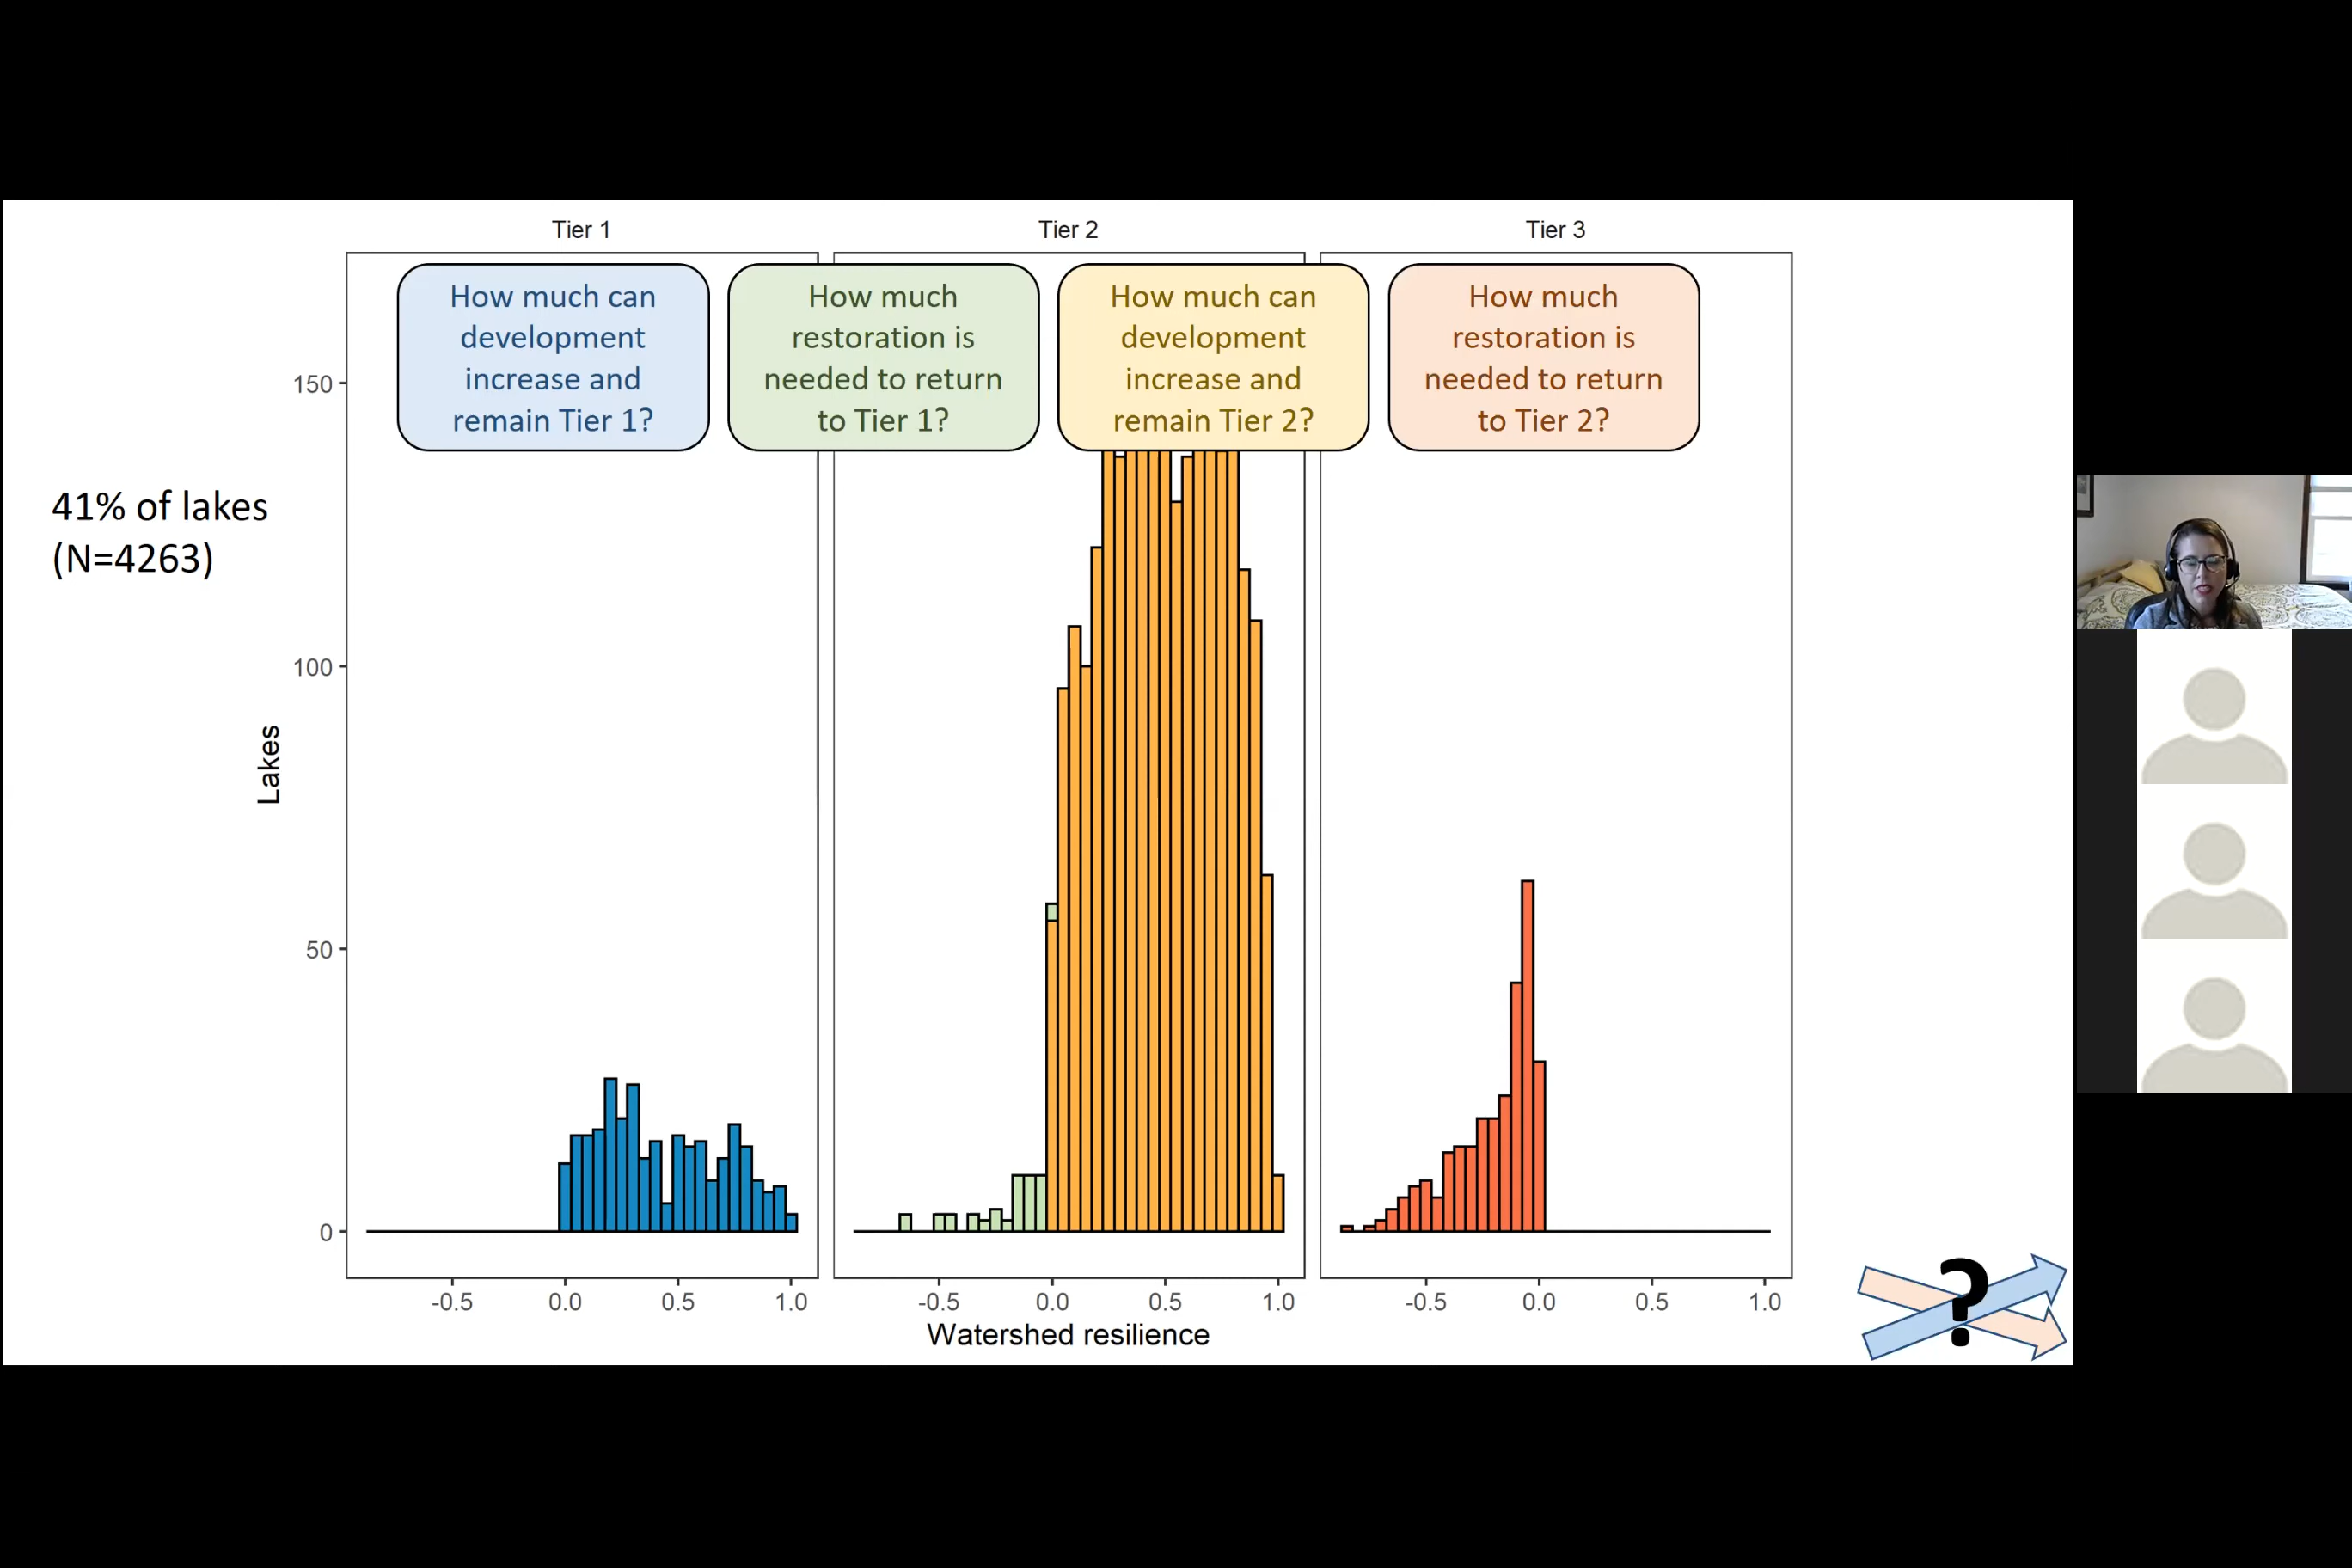 Tier 1
Tier 2
Tier 3
How much can
development
increase and
remain Tier 1?
How much
restoration is
needed to return
to Tier 1?
How much can
development
increase and
remain Tier 2?
How much
restoration is
needed to return
to Tier 2?
41% of lakes
(N=4263)
150
100
50
0
Lakes
-0.5 0.0 0.5 1.0
-0.5 0.0 0.5 1.0
-0.5 0.0 0.5 1.0
Watershed resilience
?